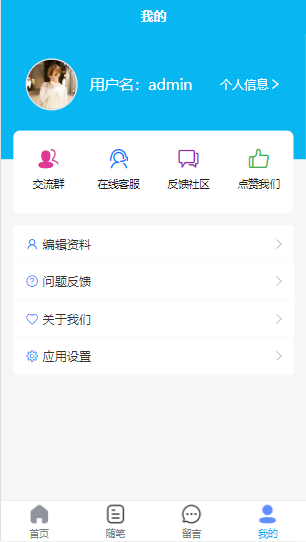 我的
用户名：admin 个人信息
交流群 在线客服 反馈社区 点赞我们
编辑资料
问题反馈
关于我们
应用设置
首页 随笔 留言 我的